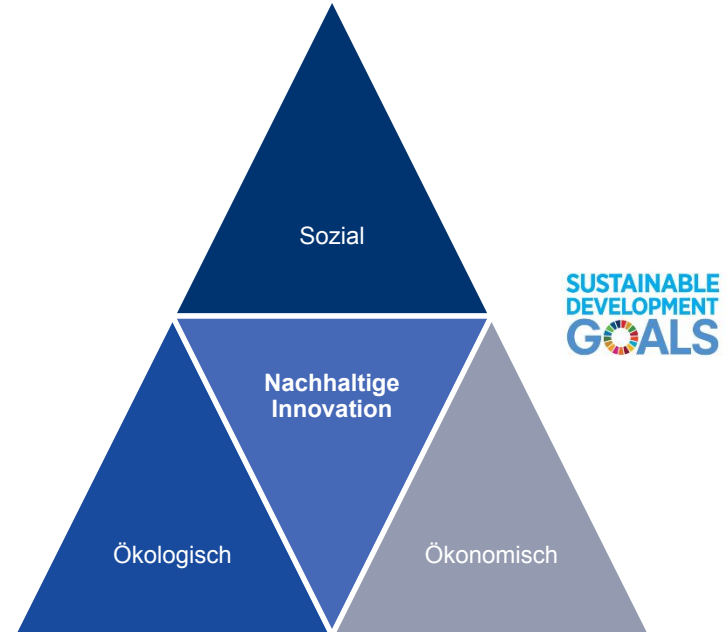 Sozial
SUSTAINABLE
DEVELOPMENT
GOALS
Nachhaltige
Innovation
Ökologisch
Ökonomisch